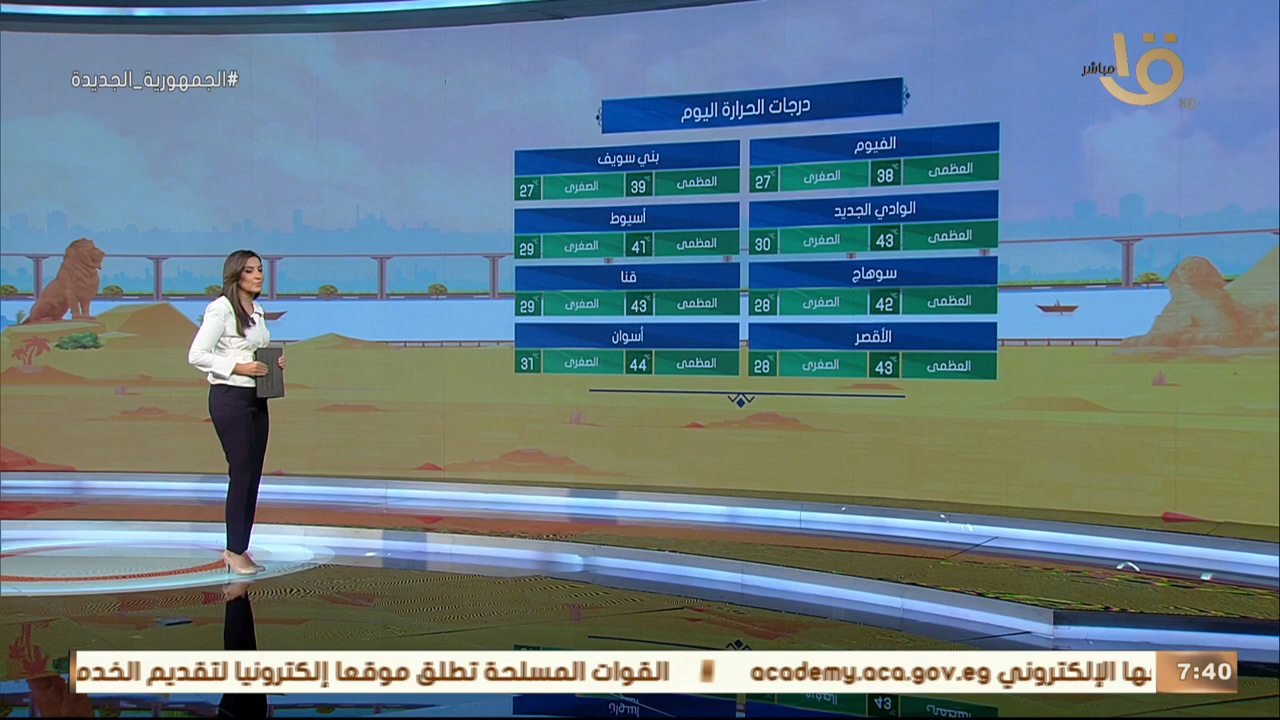 #الجمهورية_الجديدة
مباشر
HD
درجات الحرارة اليوم
الفيوم
العظمى 38°C الصغرى 27°C
بني سويف
العظمى 39°C الصغرى 27°C
الوادي الجديد
العظمى 43°C الصغرى 30°C
أسيوط
العظمى 41°C الصغرى 29°C
سوهاج
العظمى 42°C الصغرى 28°C
قنا
العظمى 43°C الصغرى 29°C
الأقصر
العظمى 43°C الصغرى 28°C
أسوان
العظمى 44°C الصغرى 31°C
7:40
الإلكتروني academy.aca.gov.eg القوات المسلحة تطلق موقعا إلكترونيا لتقديم